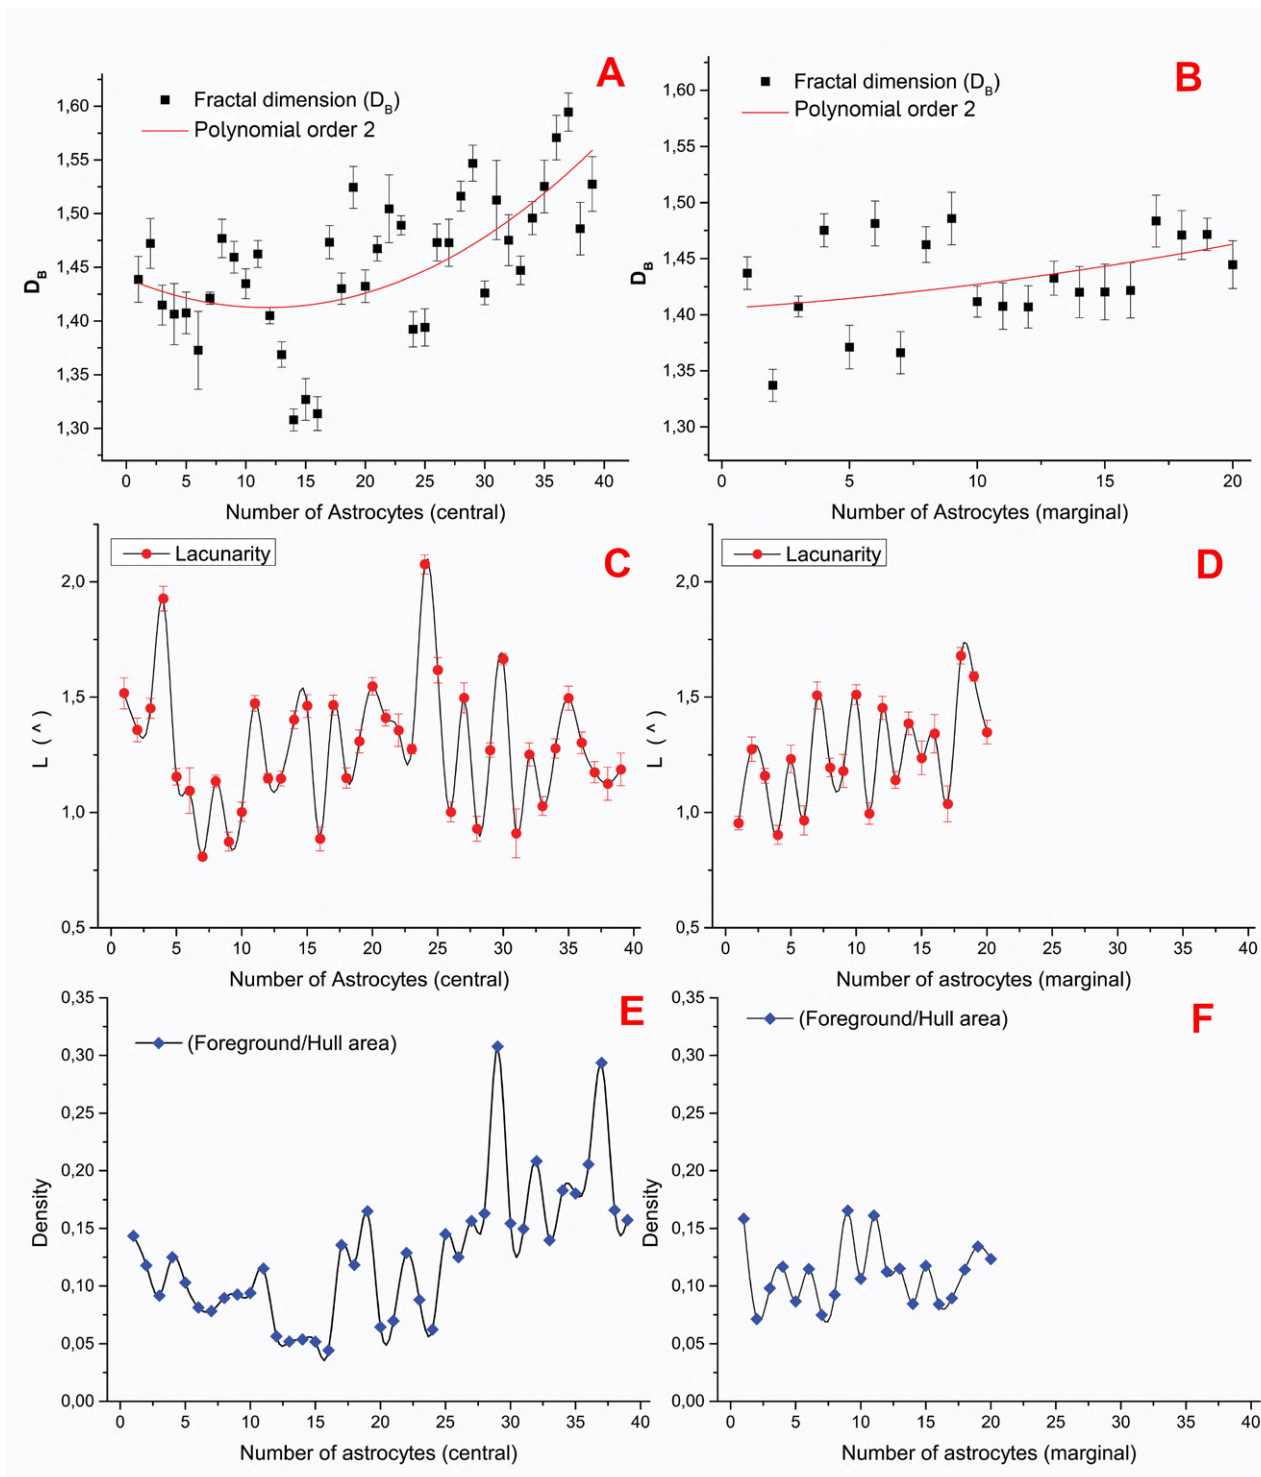 A
Fractal dimension (D_B)
Polynomial order 2
1,60
1,55
1,50
1,45
1,40
1,35
1,30
D_B
0 5 10 15 20 25 30 35 40
Number of Astrocytes (central)
B
Fractal dimension (D_B)
Polynomial order 2
1,60
1,55
1,50
1,45
1,40
1,35
1,30
D_B
0 5 10 15 20
Number of Astrocytes (marginal)
C
Lacunarity
2,0
1,5
1,0
0,5
L (^)
0 5 10 15 20 25 30 35 40
Number of Astrocytes (central)
D
Lacunarity
2,0
1,5
1,0
0,5
L (^)
0 5 10 15 20 25 30 35 40
Number of astrocytes (marginal)
E
(Foreground/Hull area)
0,35
0,30
0,25
0,20
0,15
0,10
0,05
0,00
Density
0 5 10 15 20 25 30 35 40
Number of astrocytes (central)
F
(Foreground/Hull area)
0,35
0,30
0,25
0,20
0,15
0,10
0,05
0,00
Density
0 5 10 15 20 25 30 35 40
Number of astrocytes (marginal)